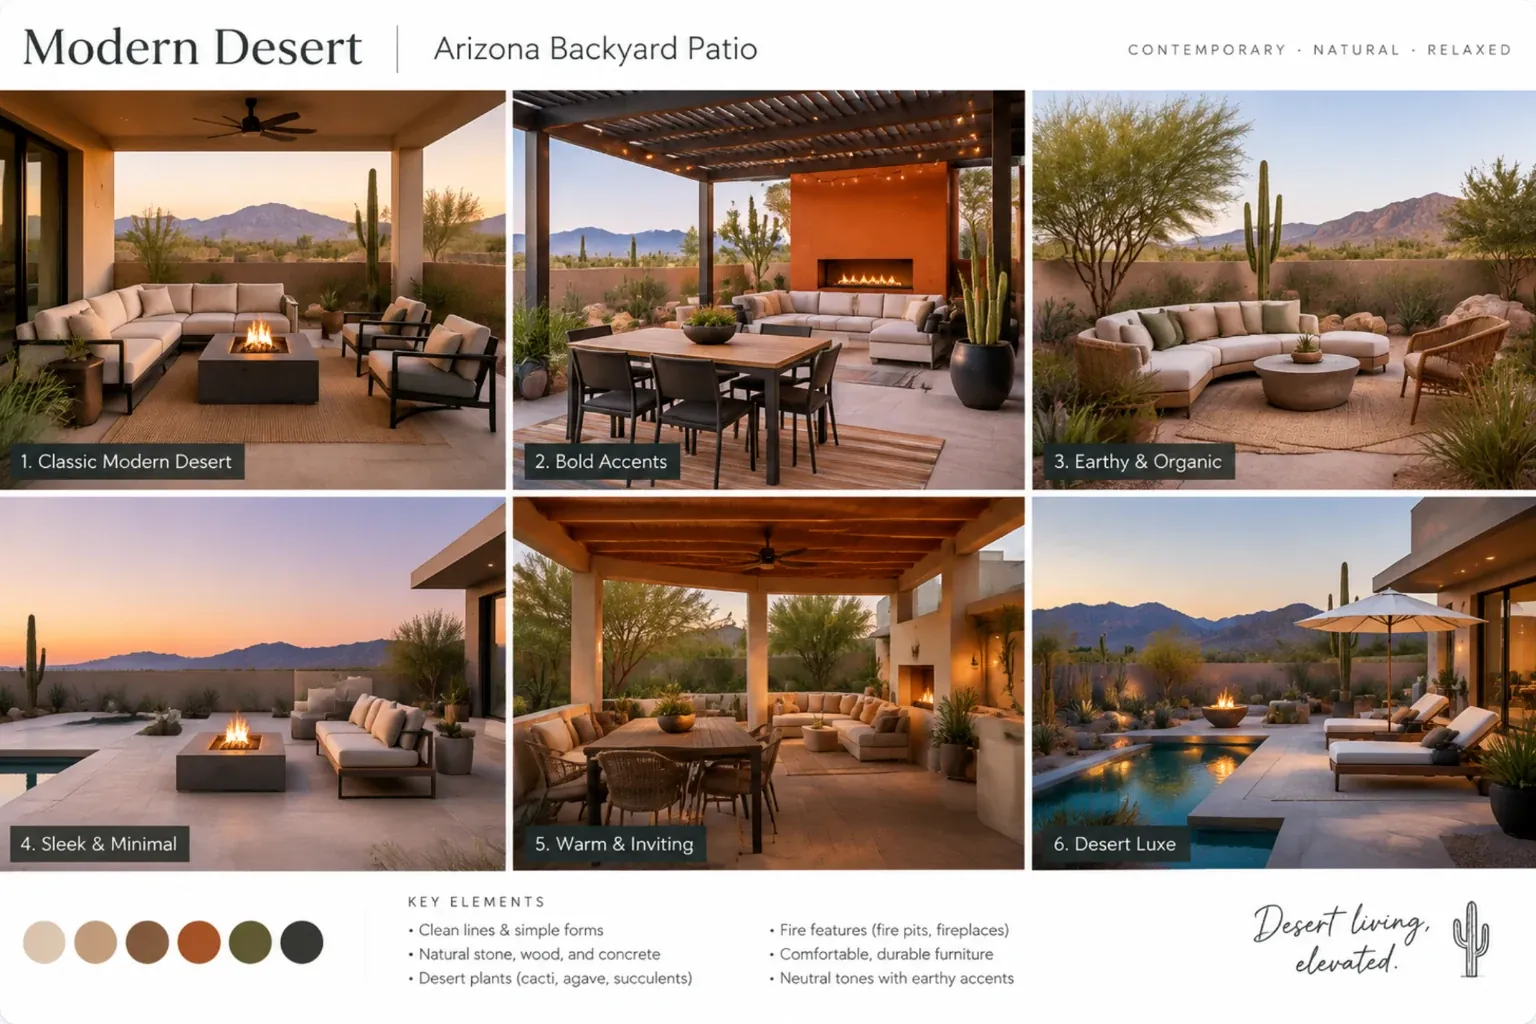 Modern Desert
Arizona Backyard Patio
CONTEMPORARY · NATURAL · RELAXED
1. Classic Modern Desert
2. Bold Accents
3. Earthy & Organic
4. Sleek & Minimal
5. Warm & Inviting
6. Desert Luxe
KEY ELEMENTS
• Clean lines & simple forms
• Natural stone, wood, and concrete
• Desert plants (cacti, agave, succulents)
• Fire features (fire pits, fireplaces)
• Comfortable, durable furniture
• Neutral tones with earthy accents
Desert living,
elevated.